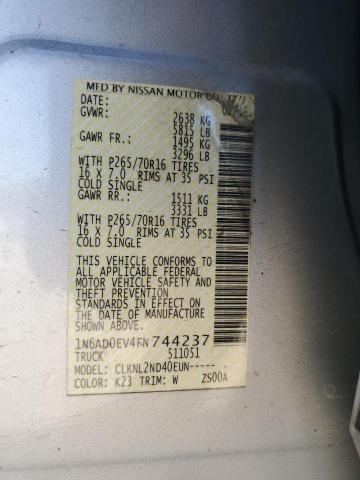 MFD BY NISSAN MOTOR CO
DATE:
GVWR: 2638 KG
5815 LB
GAWR FR.: 1495 KG
3296 LB
WITH P265/70R16 TIRES
16 X 7.0 RIMS AT 35 PSI
COLD SINGLE
GAWR RR.: 1511 KG
3331 LB
WITH P265/70R16 TIRES
16 X 7.0 RIMS AT 35 PSI
COLD SINGLE
THIS VEHICLE CONFORMS TO
ALL APPLICABLE FEDERAL
MOTOR VEHICLE SAFETY AND
THEFT PREVENTION
STANDARDS IN EFFECT ON
THE DATE OF MANUFACTURE
SHOWN ABOVE.
1N6AD0EV4FN 744237
TRUCK 511051
MODEL: CLKNL2ND40EUN-----
COLOR: K23 TRIM: W ZS00A